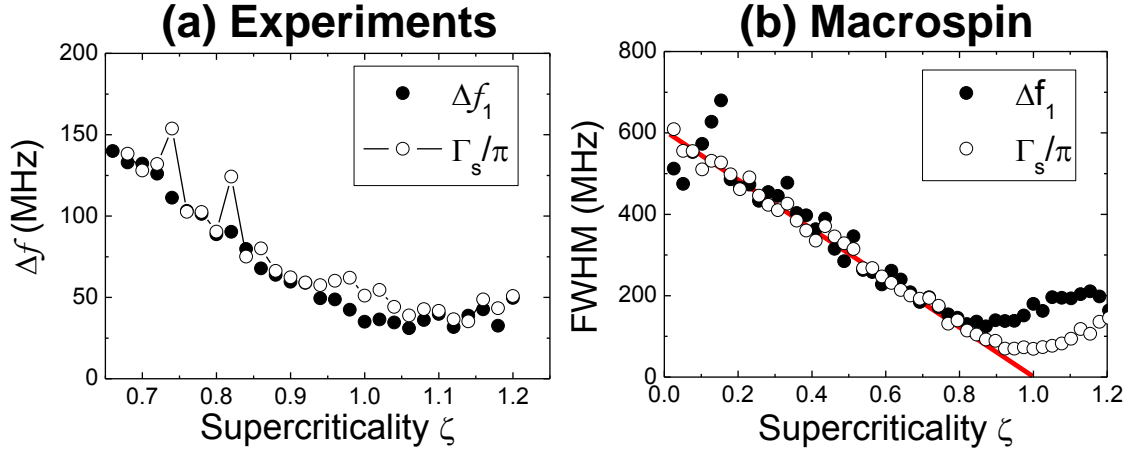 (a) Experiments
200
150
100
50
0
0.7 0.8 0.9 1.0 1.1 1.2
Δf (MHz)
Supercriticality ζ
Δf₁
Γₛ/π
(b) Macrospin
800
600
400
200
0
0.0 0.2 0.4 0.6 0.8 1.0 1.2
FWHM (MHz)
Supercriticality ζ
Δf₁
Γₛ/π